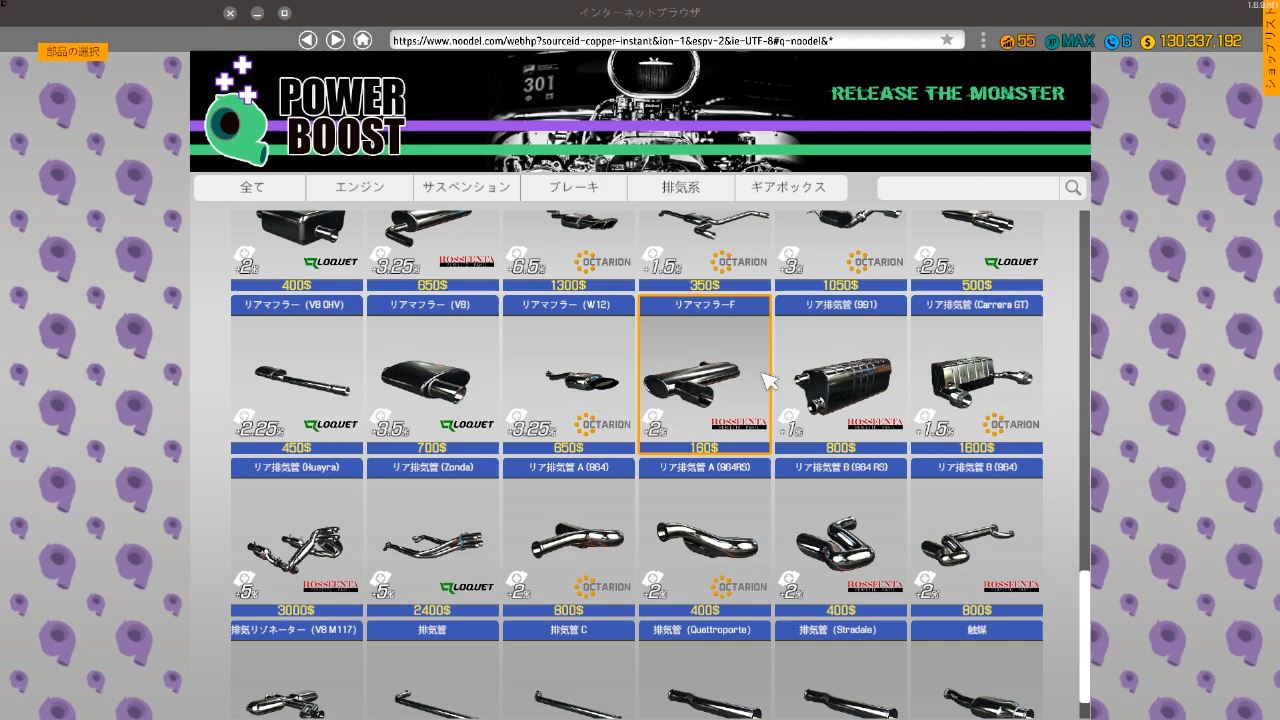 インターネットブラウザ
部品の選択
https://www.noodel.com/webhp?sourceid-copper-instant&ion-1&espv-2&ie-UTF-8#q-noodel&*
55 XP MAX 6 $ 130,337,192
ショップリスト
POWER BOOST
301
RELEASE THE MONSTER
全て エンジン サスペンション ブレーキ 排気系 ギアボックス
+2% LOQUET +3.25% ROSSEENTA +6.5% OCTARION +1.5% OCTARION +3% OCTARION +2.5% LOQUET
400$ 650$ 1300$ 350$ 1050$ 500$
リアマフラー (V8 OHV) リアマフラー (V8) リアマフラー (W12) リアマフラーF リア排気管 (991) リア排気管 (Carrera GT)
+2.25% LOQUET +3.5% LOQUET +3.25% OCTARION +2% ROSSEENTA +1% ROSSEENTA +1.5% OCTARION
450$ 700$ 650$ 160$ 800$ 1600$
リア排気管 (Huayra) リア排気管 (Zonda) リア排気管 A (964) リア排気管 A (964RS) リア排気管 B (964 RS) リア排気管 B (964)
+5% ROSSEENTA +5% LOQUET +2% OCTARION +2% OCTARION +2% ROSSEENTA +2% ROSSEENTA
3000$ 2400$ 800$ 400$ 400$ 800$
排気リゾネーター (V8 M117) 排気管 排気管 C 排気管 (Quattroporte) 排気管 (Stradale) 触媒